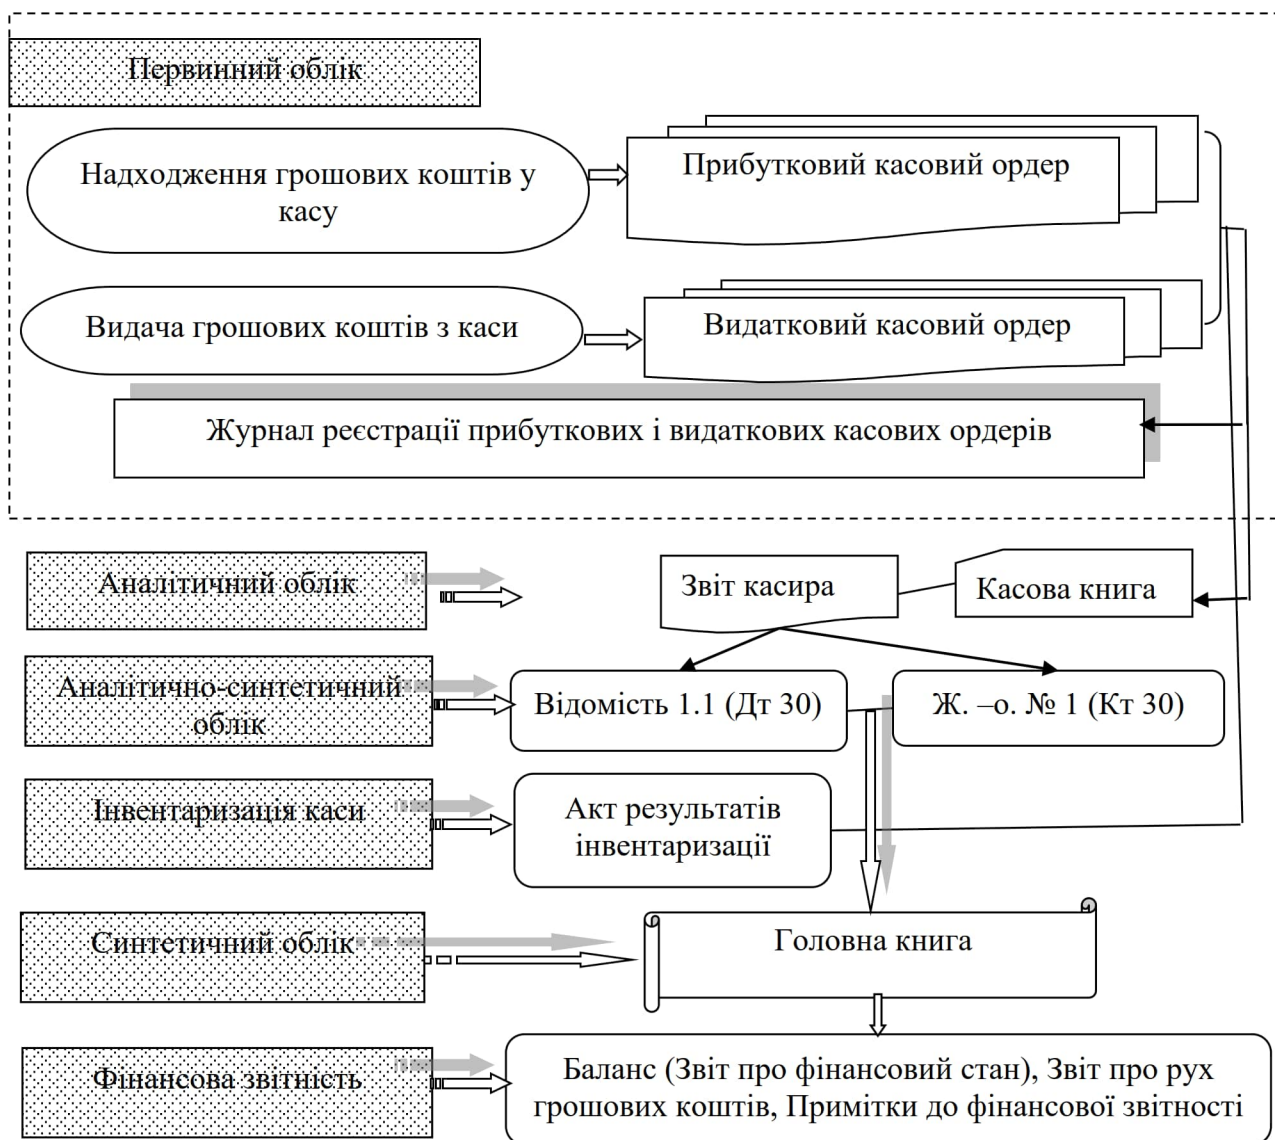 Первинний облік
Надходження грошових коштів у
касу
Прибутковий касовий ордер
Видача грошових коштів з каси
Видатковий касовий ордер
Журнал реєстрації прибуткових і видаткових касових ордерів
Аналітичний облік
Звіт касира
Касова книга
Аналітично-синтетичний
облік
Відомість 1.1 (Дт 30)
Ж. –о. № 1 (Кт 30)
Інвентаризація каси
Акт результатів
інвентаризації
Синтетичний облік
Головна книга
Фінансова звітність
Баланс (Звіт про фінансовий стан), Звіт про рух
грошових коштів, Примітки до фінансової звітності